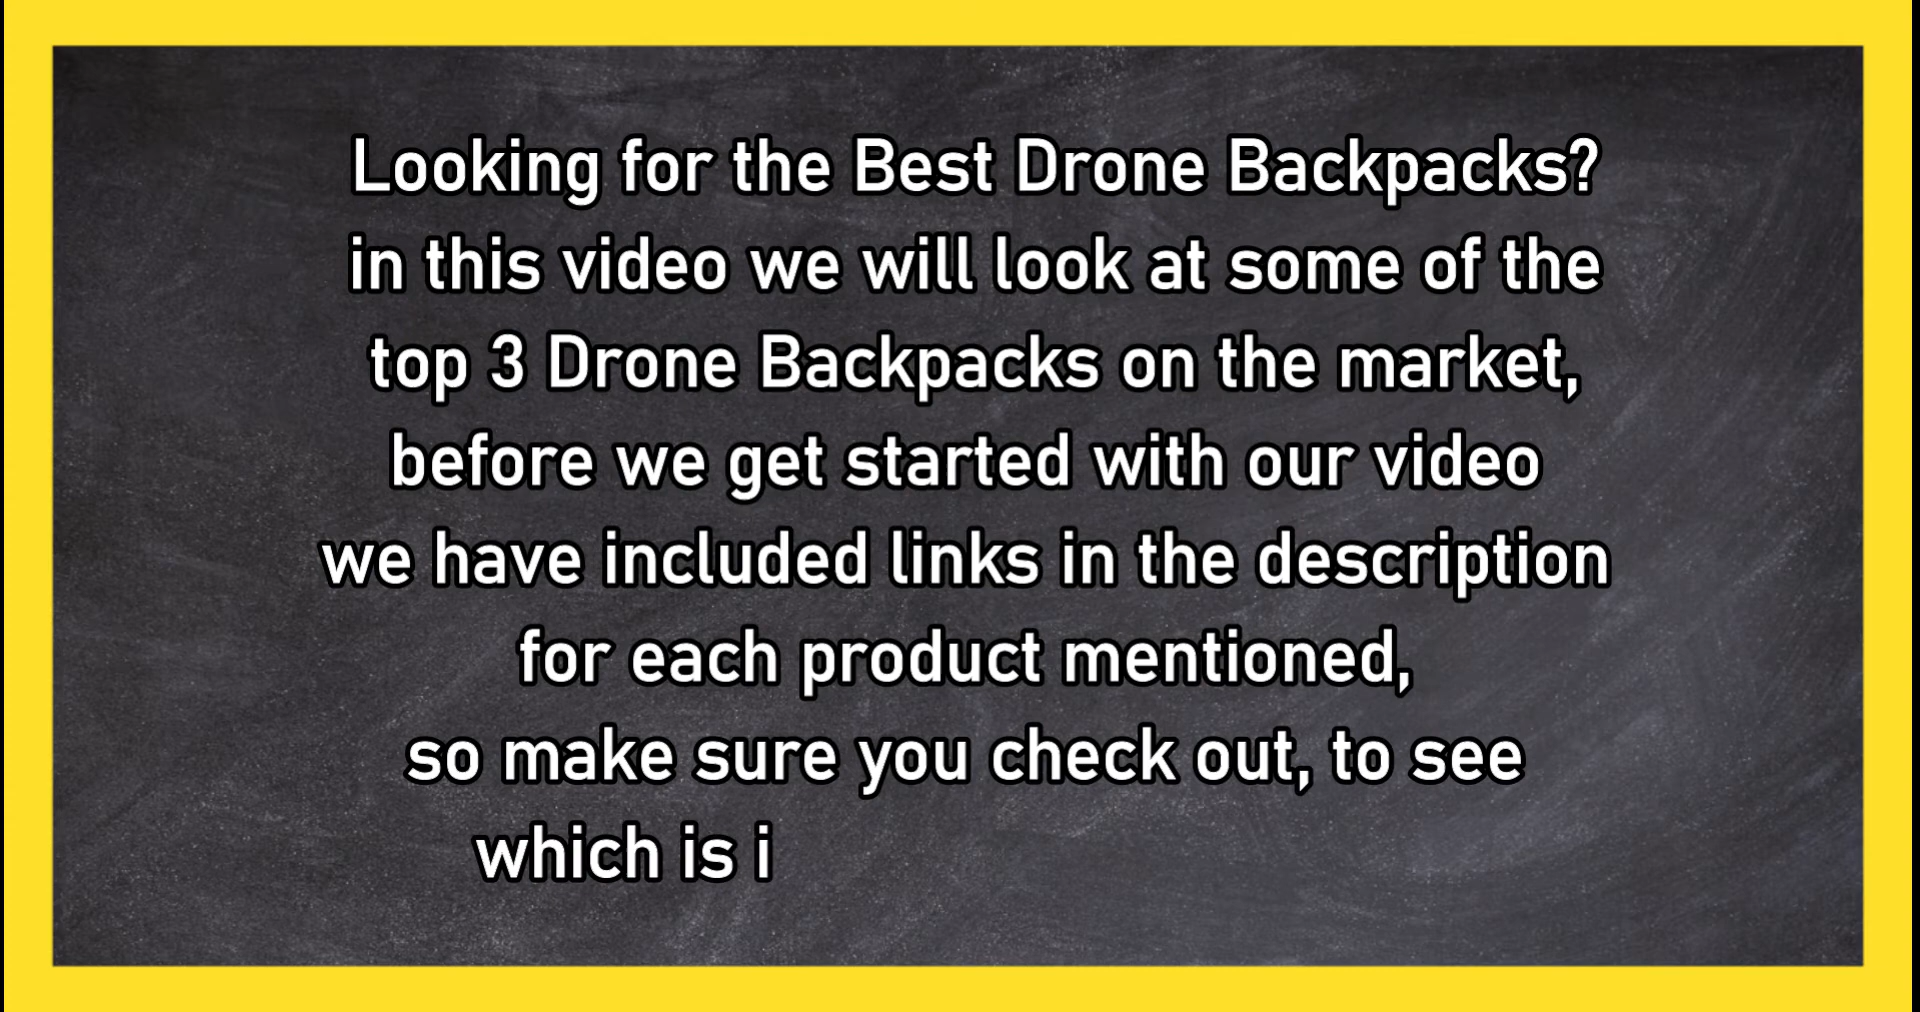 Looking for the Best Drone Backpacks?
in this video we will look at some of the
top 3 Drone Backpacks on the market,
before we get started with our video
we have included links in the description
for each product mentioned,
so make sure you check out, to see
which is i